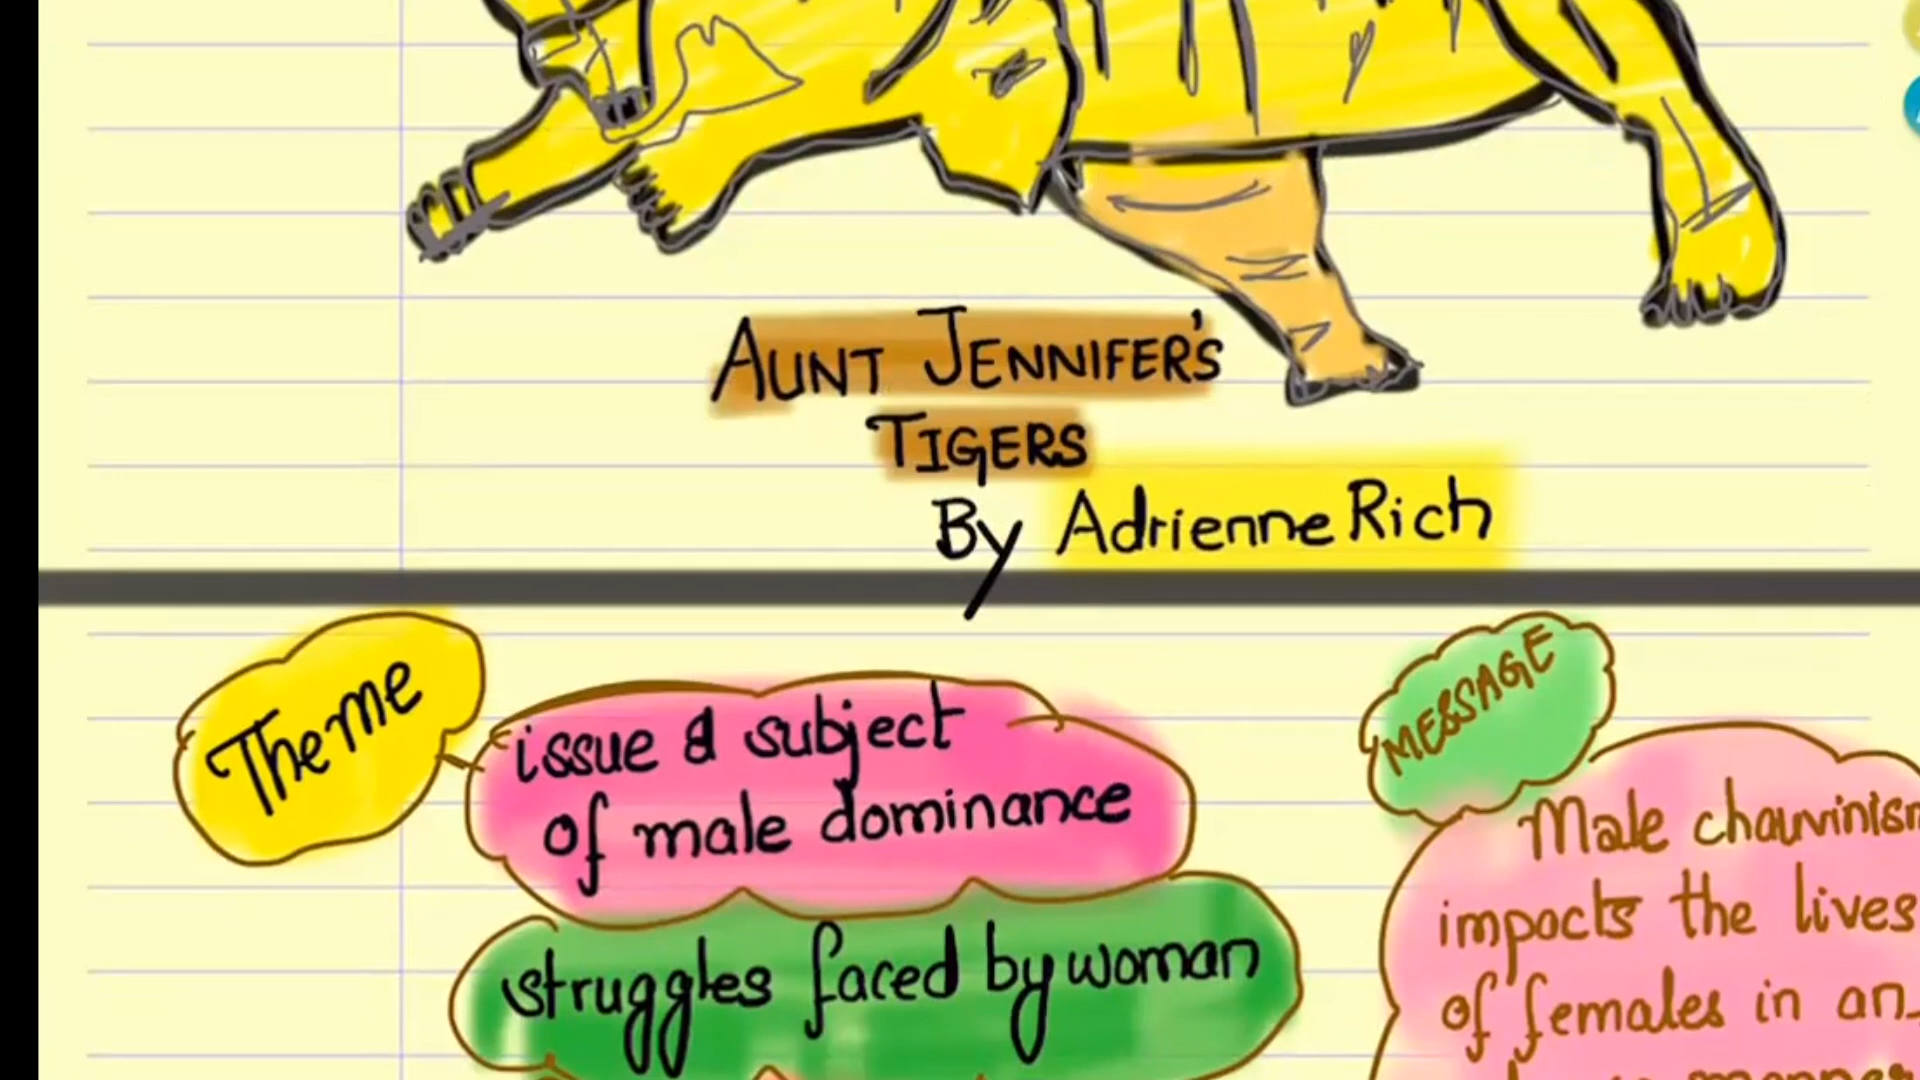 AUNT JENNIFER'S
TIGERS
By Adrienne Rich
Theme
issue & subject
of male dominance
struggles faced by woman
MESSAGE
Male chauvinism
impacts the lives
of females in an
manner